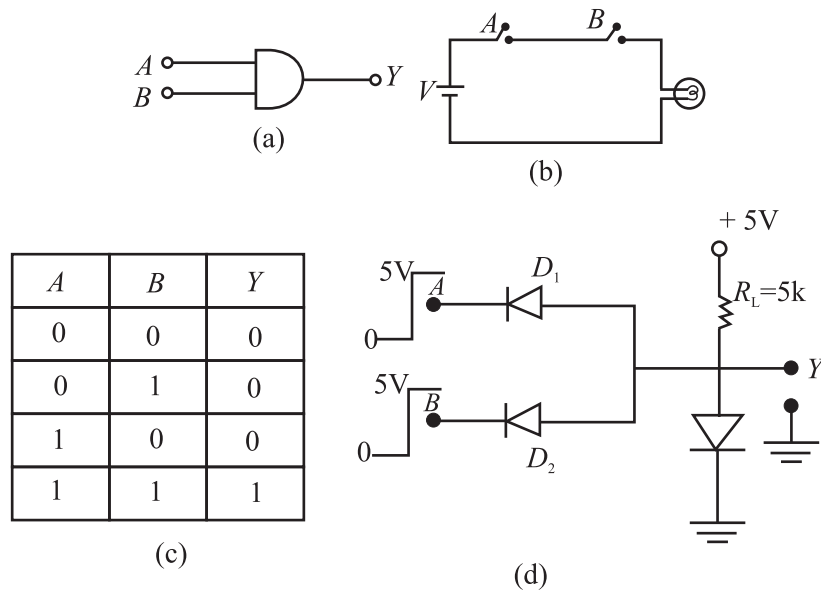 A
B
Y
(a)
A
B
V
(b)
A B Y
0 0 0
0 1 0
1 0 0
1 1 1
(c)
+ 5V
5V
A
D₁
R_L=5k
0
Y
5V
B
0
D₂
(d)